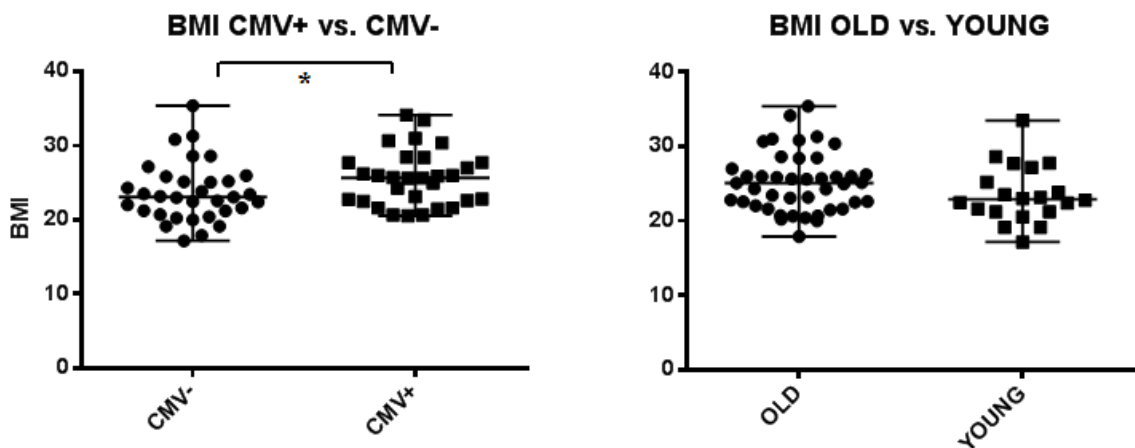 BMI CMV+ vs. CMV-
*
40
30
20
10
0
BMI
CMV-
CMV+
BMI OLD vs. YOUNG
40
30
20
10
0
OLD
YOUNG